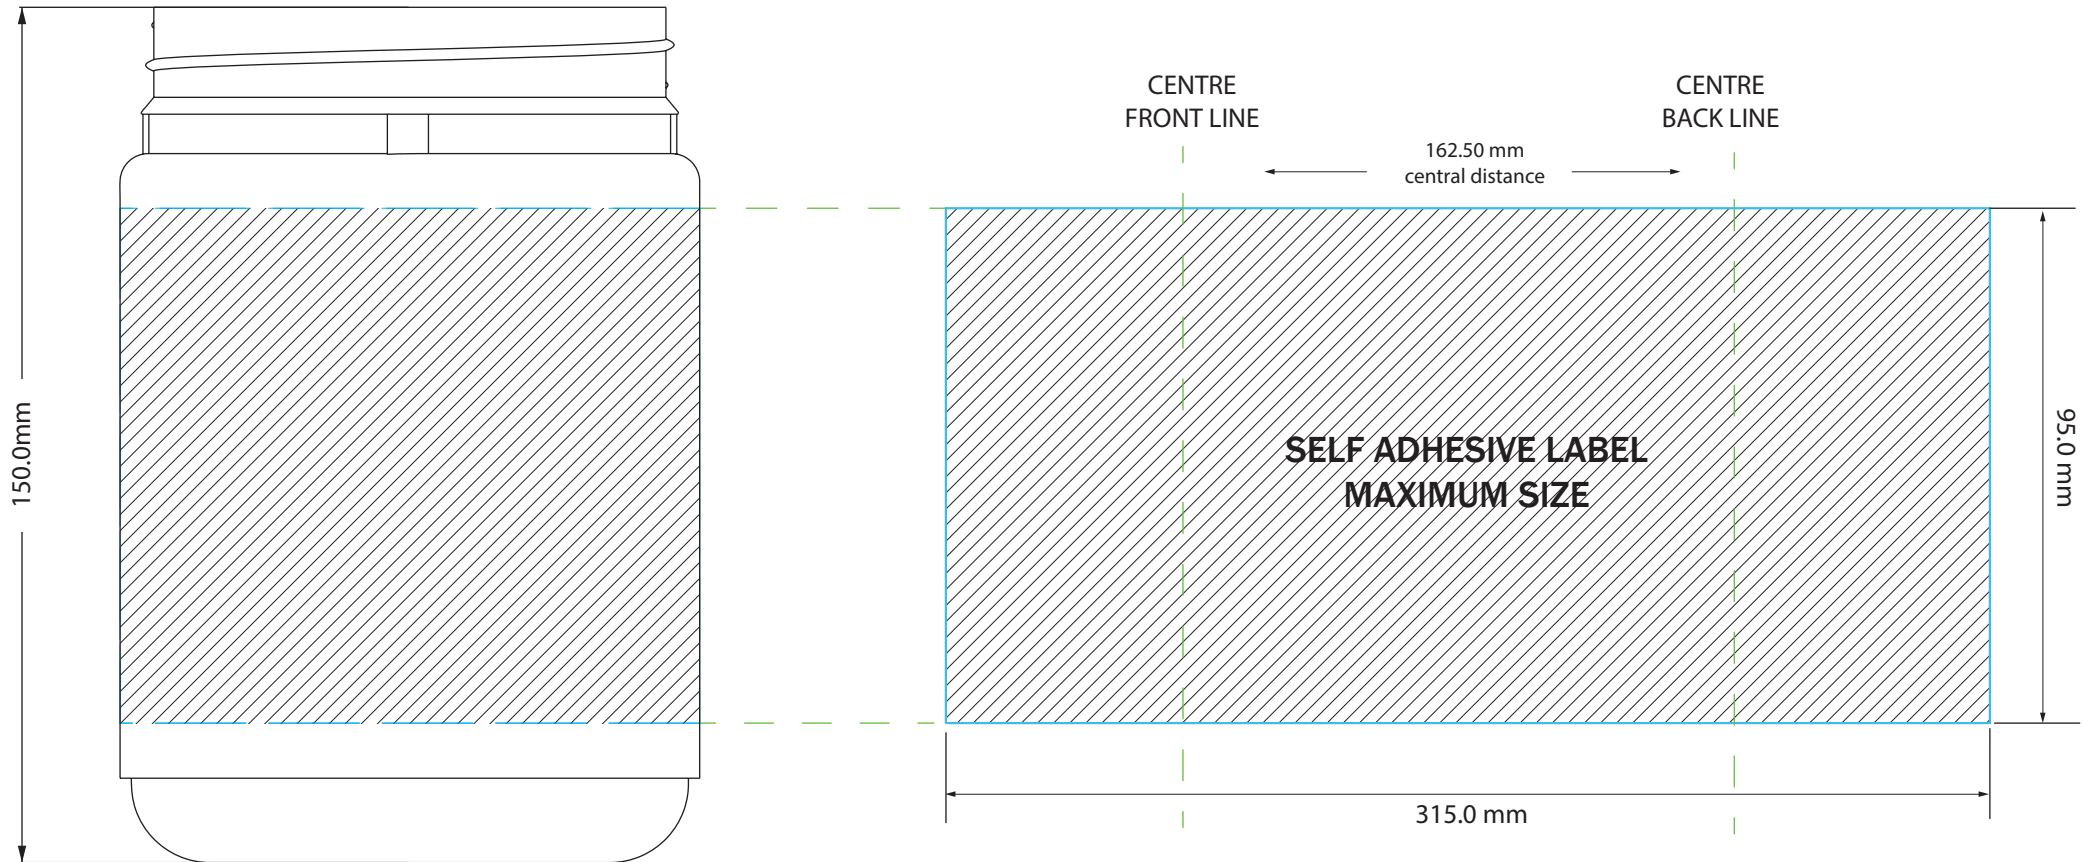 150.0mm
CENTRE
FRONT LINE
162.50 mm
central distance
CENTRE
BACK LINE
SELF ADHESIVE LABEL
MAXIMUM SIZE
95.0 mm
315.0 mm